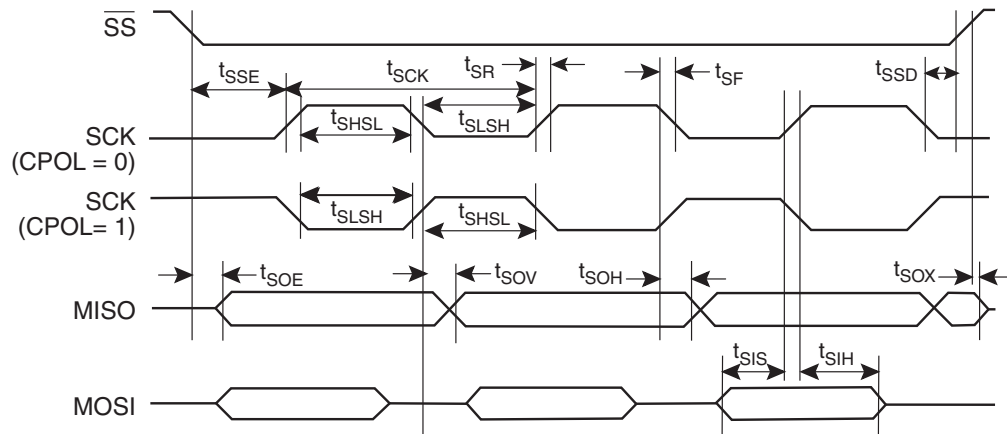 SS
tSSE
tSCK
tSR
tSF
tSSD
SCK
(CPOL = 0)
tSHSL
tSLSH
SCK
(CPOL= 1)
tSLSH
tSHSL
tSOE
tSOV
tSOH
tSOX
MISO
tSIS
tSIH
MOSI